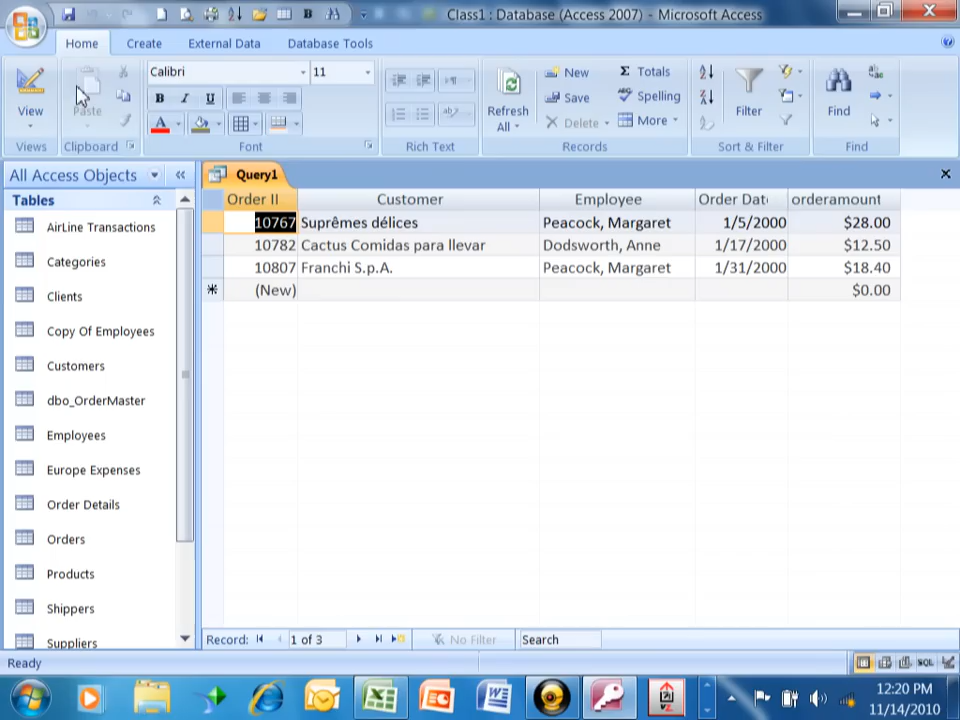 Class1 : Database (Access 2007) - Microsoft Access
Home Create External Data Database Tools
View
Views
Paste
Clipboard
Calibri 11
B I U
A
Font
Rich Text
Refresh All
New
Save
Delete
Σ Totals
Spelling
More
Records
Filter
Sort & Filter
Find
Find
All Access Objects
Tables
AirLine Transactions
Categories
Clients
Copy Of Employees
Customers
dbo_OrderMaster
Employees
Europe Expenses
Order Details
Orders
Products
Shippers
Suppliers
Query1
Order II Customer Employee Order Dat orderamount
10767 Suprêmes délices Peacock, Margaret 1/5/2000 $28.00
10782 Cactus Comidas para llevar Dodsworth, Anne 1/17/2000 $12.50
10807 Franchi S.p.A. Peacock, Margaret 1/31/2000 $18.40
(New) $0.00
Record: 1 of 3 No Filter Search
Ready SQL
12:20 PM
11/14/2010